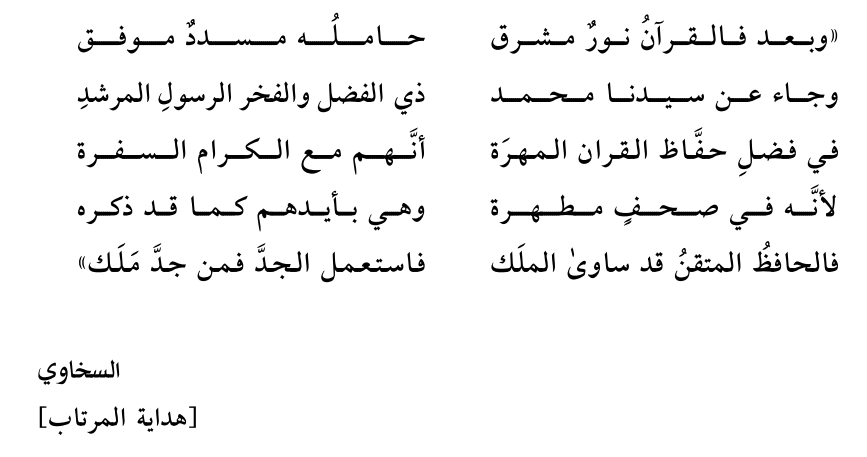 «وبعد فالقرآنُ نورٌ مشرق حاملُه مسددٌ موفق
وجاء عن سيدنا محمد ذي الفضل والفخر الرسولِ المرشدِ
في فضلِ حفَّاظ القران المهرَة أنَّهم مع الكرام السفرة
لأنَّه في صحفٍ مطهرة وهي بأيدهم كما قد ذكره
فالحافظُ المتقنُ قد ساوىٰ الملَك فاستعمل الجدَّ فمن جدَّ مَلَك»
السخاوي
[هداية المرتاب]